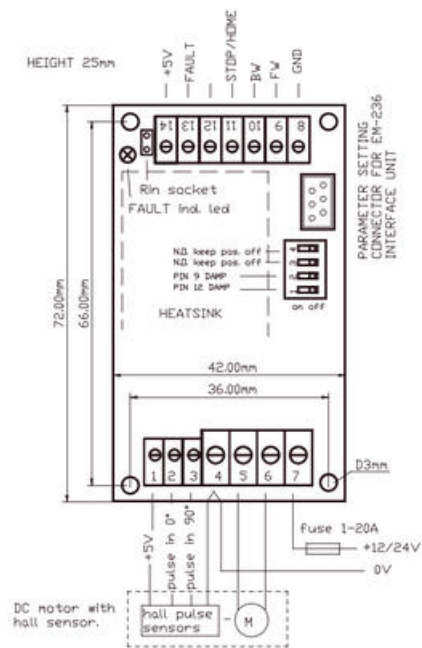 HEIGHT 25mm
+5V
FAULT
STOP/HOME
BW
FW
GND
14
13
12
11
10
9
8
Rin socket
FAULT ind. led
PARAMETER SETTING
CONNECTOR FOR EM-236
INTERFACE UNIT
N.D. keep pos. off
N.D. keep pos. off
PIN 9 DAMP
PIN 12 DAMP
4
3
2
1
on off
HEATSINK
72.00mm
66.00mm
42.00mm
36.00mm
1
2
3
4
5
6
7
D3mm
+5V
pulse in 0°
pulse in 90°
fuse 1-20A
+12/24V
0V
DC motor with
hall sensor.
hall pulse
sensors
M